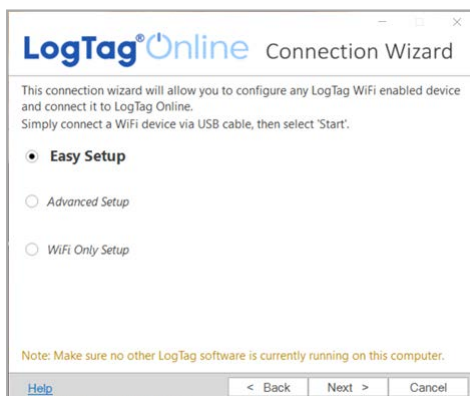 LogTag® Online Connection Wizard
This connection wizard will allow you to configure any LogTag WiFi enabled device
and connect it to LogTag Online.
Simply connect a WiFi device via USB cable, then select 'Start'.
Easy Setup
Advanced Setup
WiFi Only Setup
Note: Make sure no other LogTag software is currently running on this computer.
Help < Back Next > Cancel